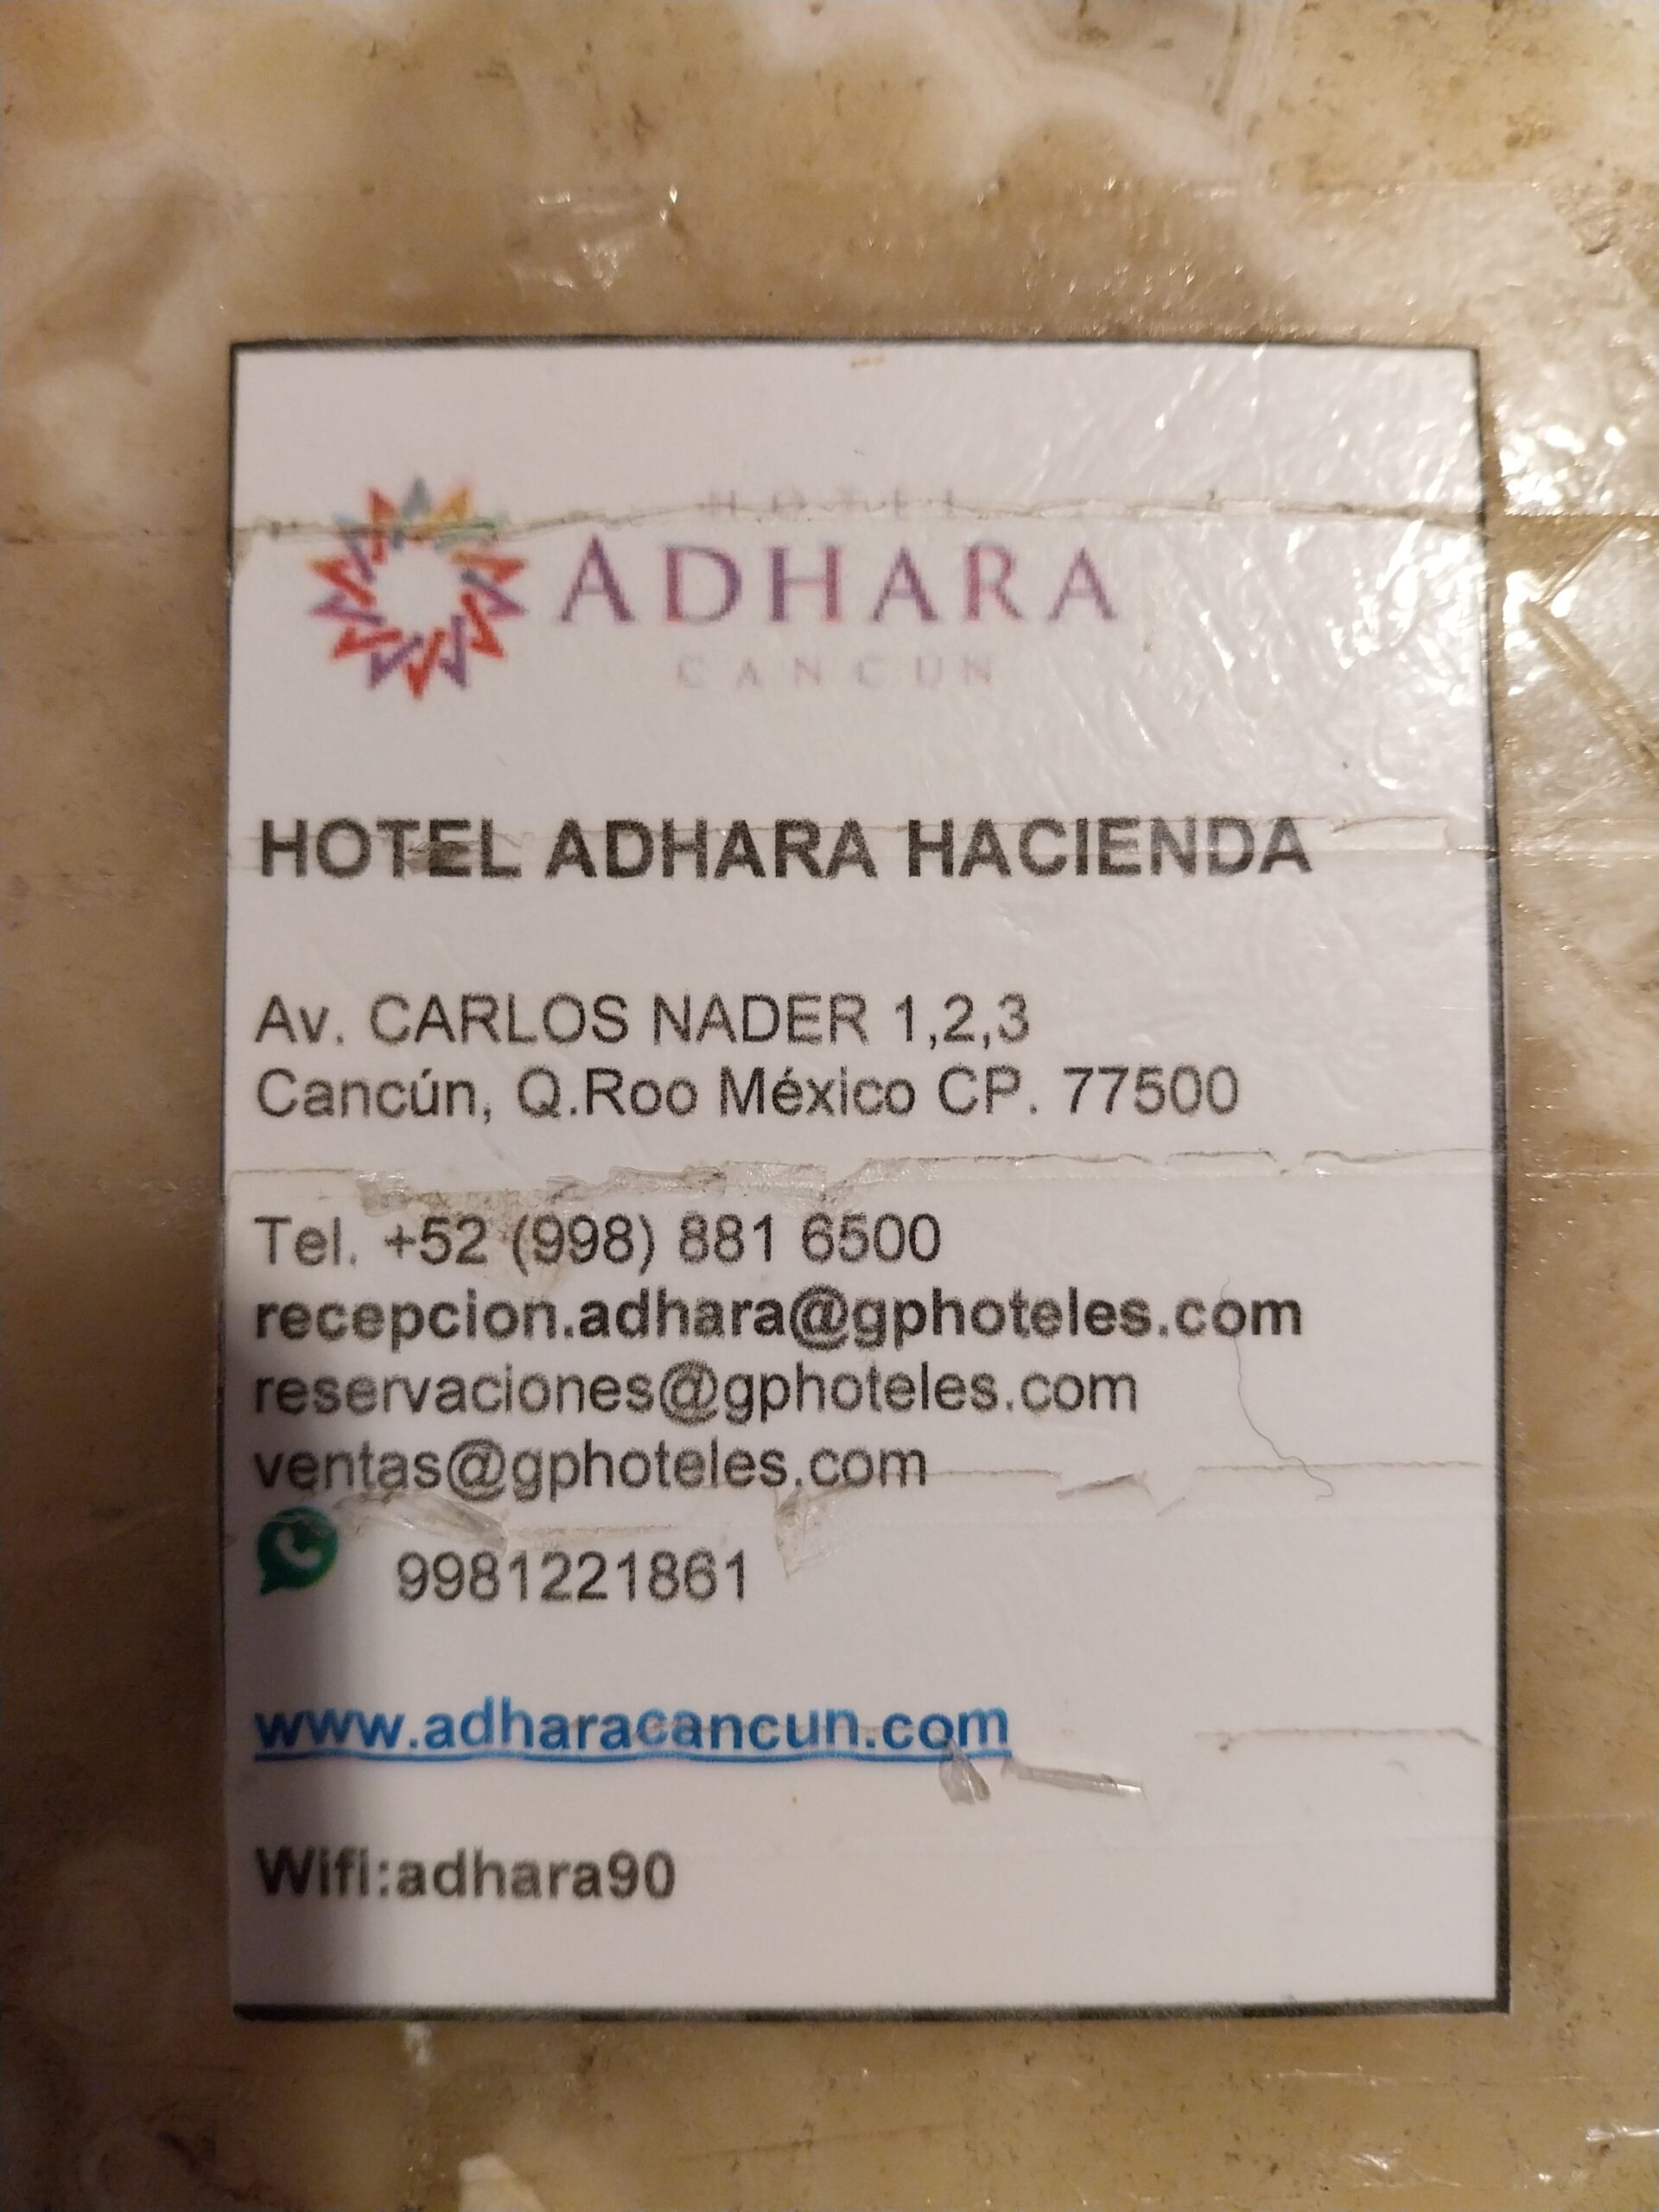 HOTEL
ADHARA
CANCUN
HOTEL ADHARA HACIENDA
Av. CARLOS NADER 1,2,3
Cancún, Q.Roo México CP. 77500
Tel. +52 (998) 881 6500
recepcion.adhara@gphoteles.com
reservaciones@gphoteles.com
ventas@gphoteles.com
9981221861
www.adharacancun.com
Wifi:adhara90